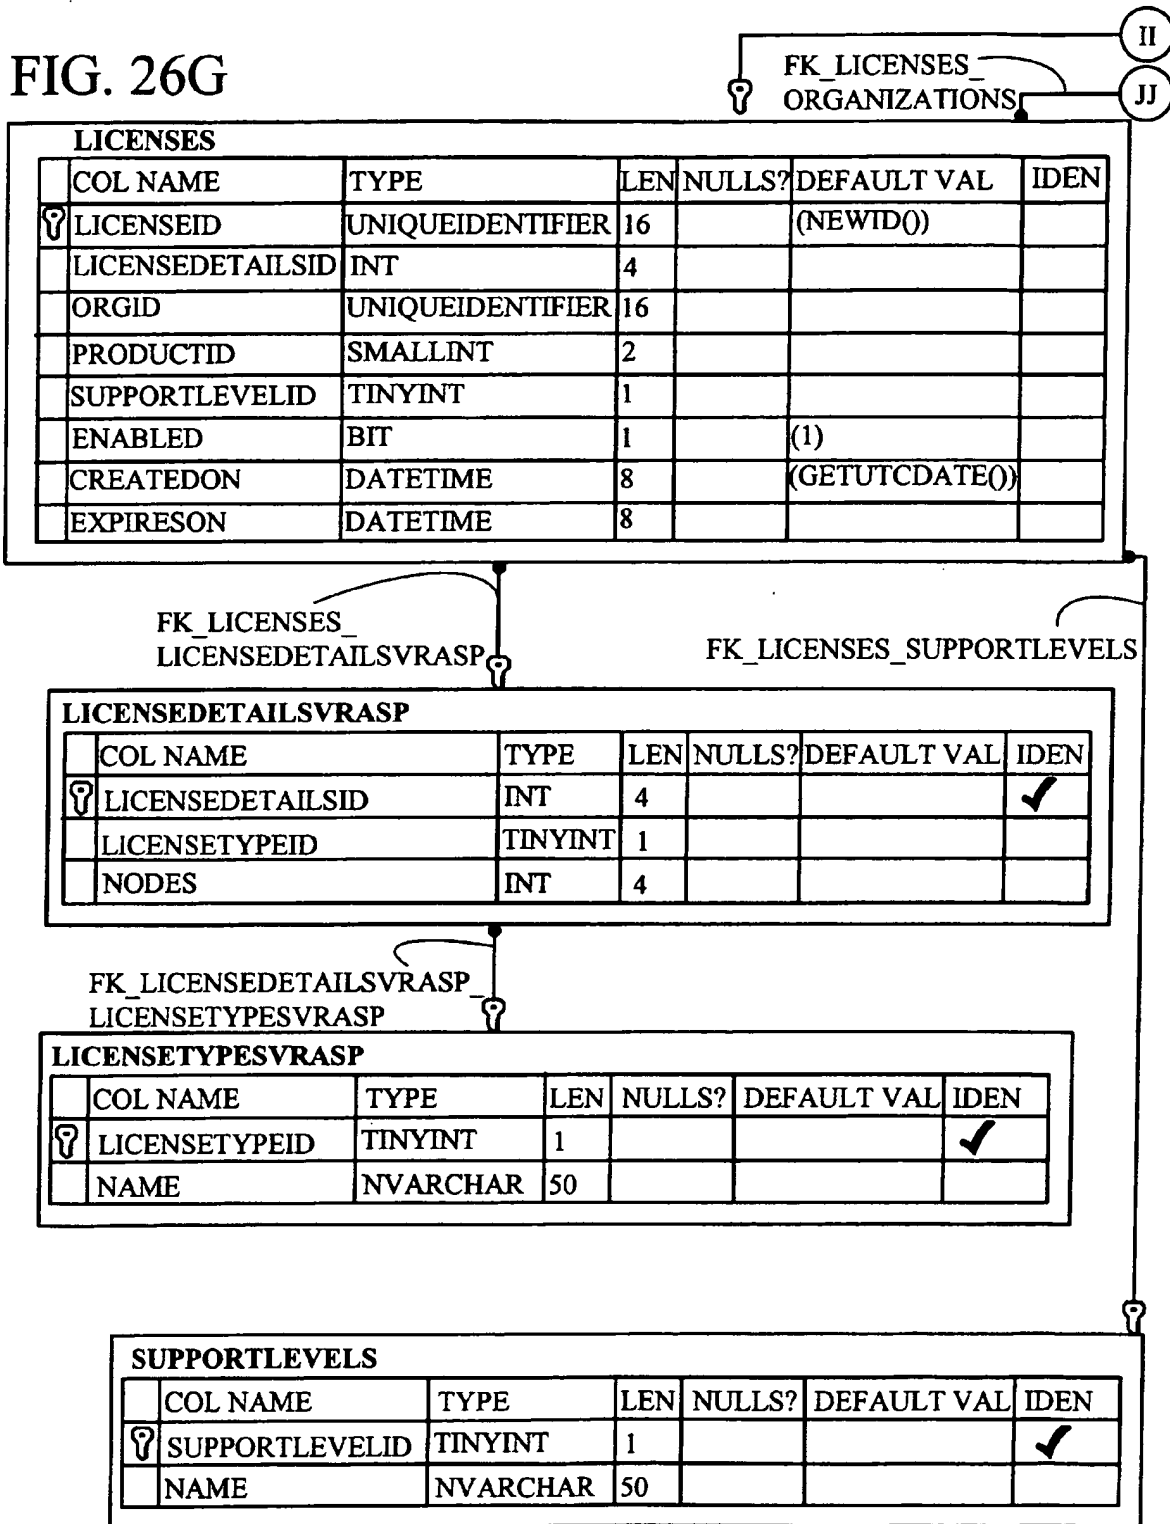 FIG. 26G
II
FK_LICENSES_
ORGANIZATIONS
JJ
LICENSES
COL NAME TYPE LEN NULLS? DEFAULT VAL IDEN
LICENSEID UNIQUEIDENTIFIER 16 (NEWID())
LICENSEDETAILSID INT 4
ORGID UNIQUEIDENTIFIER 16
PRODUCTID SMALLINT 2
SUPPORTLEVELID TINYINT 1
ENABLED BIT 1 (1)
CREATEDON DATETIME 8 (GETUTCDATE())
EXPIRESON DATETIME 8
FK_LICENSES_
LICENSEDETAILSVRASP
FK_LICENSES_SUPPORTLEVELS
LICENSEDETAILSVRASP
COL NAME TYPE LEN NULLS? DEFAULT VAL IDEN
LICENSEDETAILSID INT 4 ✓
LICENSETYPEID TINYINT 1
NODES INT 4
FK_LICENSEDETAILSVRASP_
LICENSETYPESVRASP
LICENSETYPESVRASP
COL NAME TYPE LEN NULLS? DEFAULT VAL IDEN
LICENSETYPEID TINYINT 1 ✓
NAME NVARCHAR 50
SUPPORTLEVELS
COL NAME TYPE LEN NULLS? DEFAULT VAL IDEN
SUPPORTLEVELID TINYINT 1 ✓
NAME NVARCHAR 50